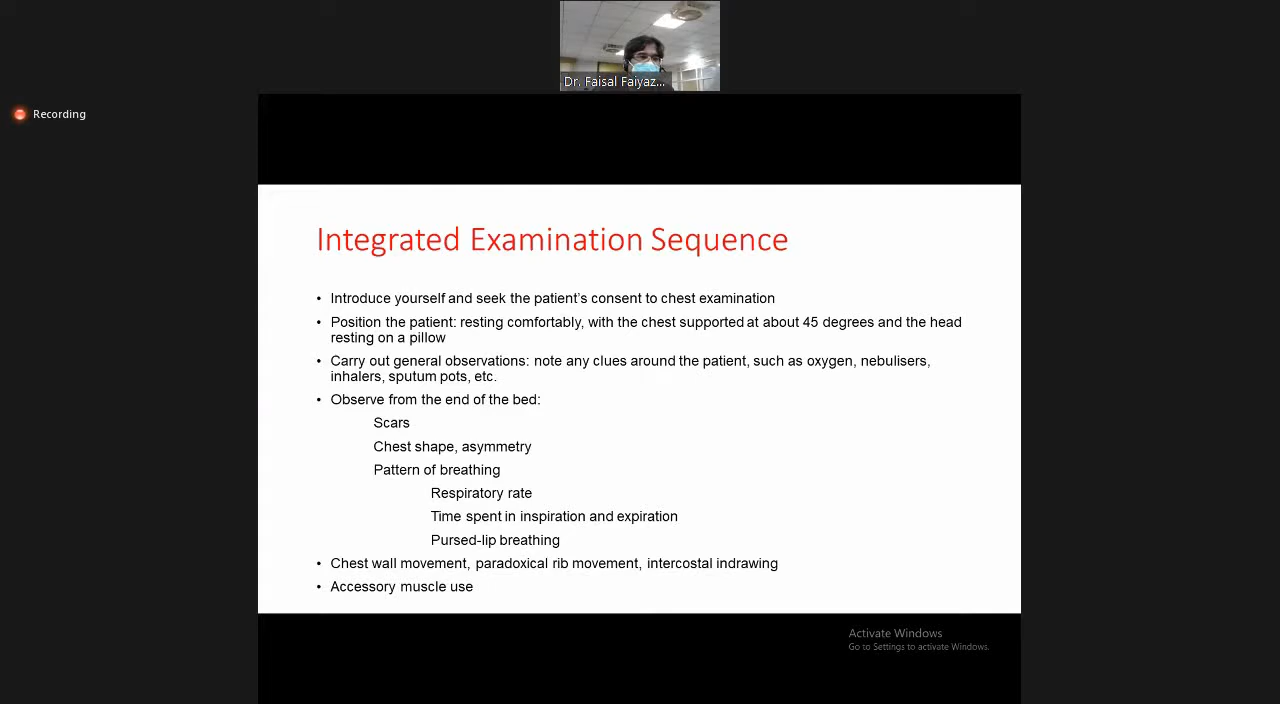 Dr. Faisal Faiyaz...
Recording
Integrated Examination Sequence
• Introduce yourself and seek the patient's consent to chest examination
• Position the patient: resting comfortably, with the chest supported at about 45 degrees and the head
resting on a pillow
• Carry out general observations: note any clues around the patient, such as oxygen, nebulisers,
inhalers, sputum pots, etc.
• Observe from the end of the bed:
Scars
Chest shape, asymmetry
Pattern of breathing
Respiratory rate
Time spent in inspiration and expiration
Pursed-lip breathing
• Chest wall movement, paradoxical rib movement, intercostal indrawing
• Accessory muscle use
Activate Windows
Go to Settings to activate Windows.